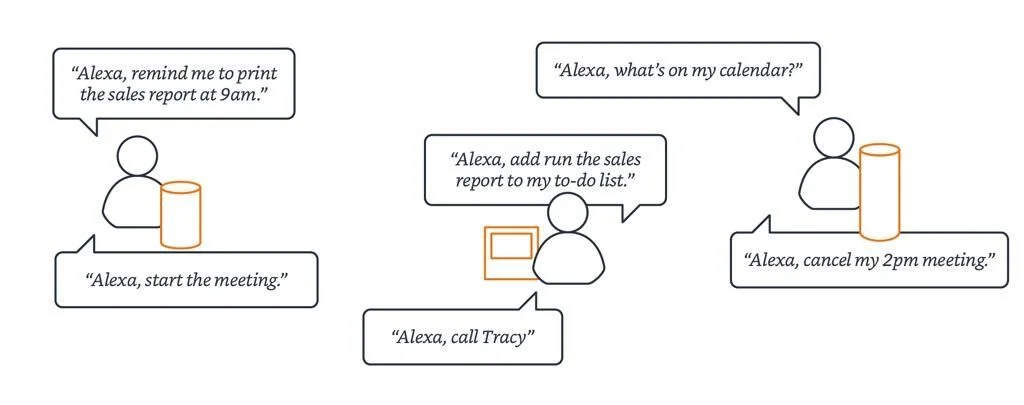 “Alexa, remind me to print
the sales report at 9am.”
“Alexa, start the meeting.”
“Alexa, add run the sales
report to my to-do list.”
“Alexa, call Tracy”
“Alexa, what’s on my calendar?”
“Alexa, cancel my 2pm meeting.”